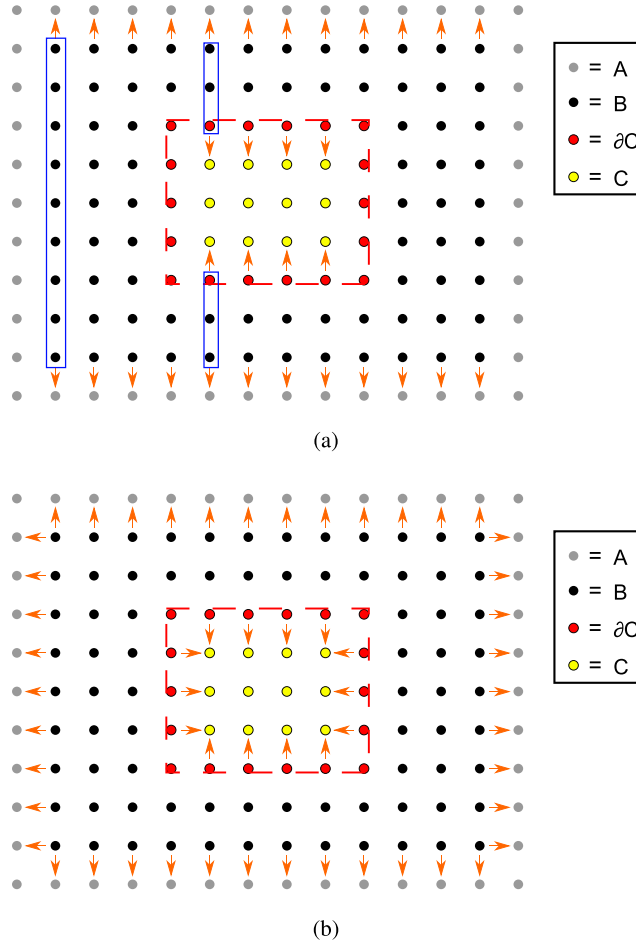 = A
= B
= ∂C
= C
(a)
= A
= B
= ∂C
= C
(b)